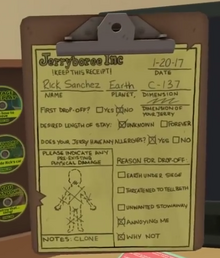 Jerryboree Inc
(KEEP THIS RECEIPT)
1-20-17
DATE
Rick Sanchez Earth C-137
NAME PLANET, DIMENSION
FIRST DROP-OFF? YES NO
DIMENSION OF YOUR JERRY
DESIRED LENGTH OF STAY: UNKNOWN FOREVER
DOES YOUR JERRY HAVE ANY ALLERGIES? YES NO
PLEASE INDICATE ANY PRE-EXISTING PHYSICAL DAMAGE
REASON FOR DROP-OFF
EARTH UNDER SIEGE
THREATENED TO TELL BETH
UNWANTED STOWAWAY
ANNOYING ME
WHY NOT
NOTES: CLONE